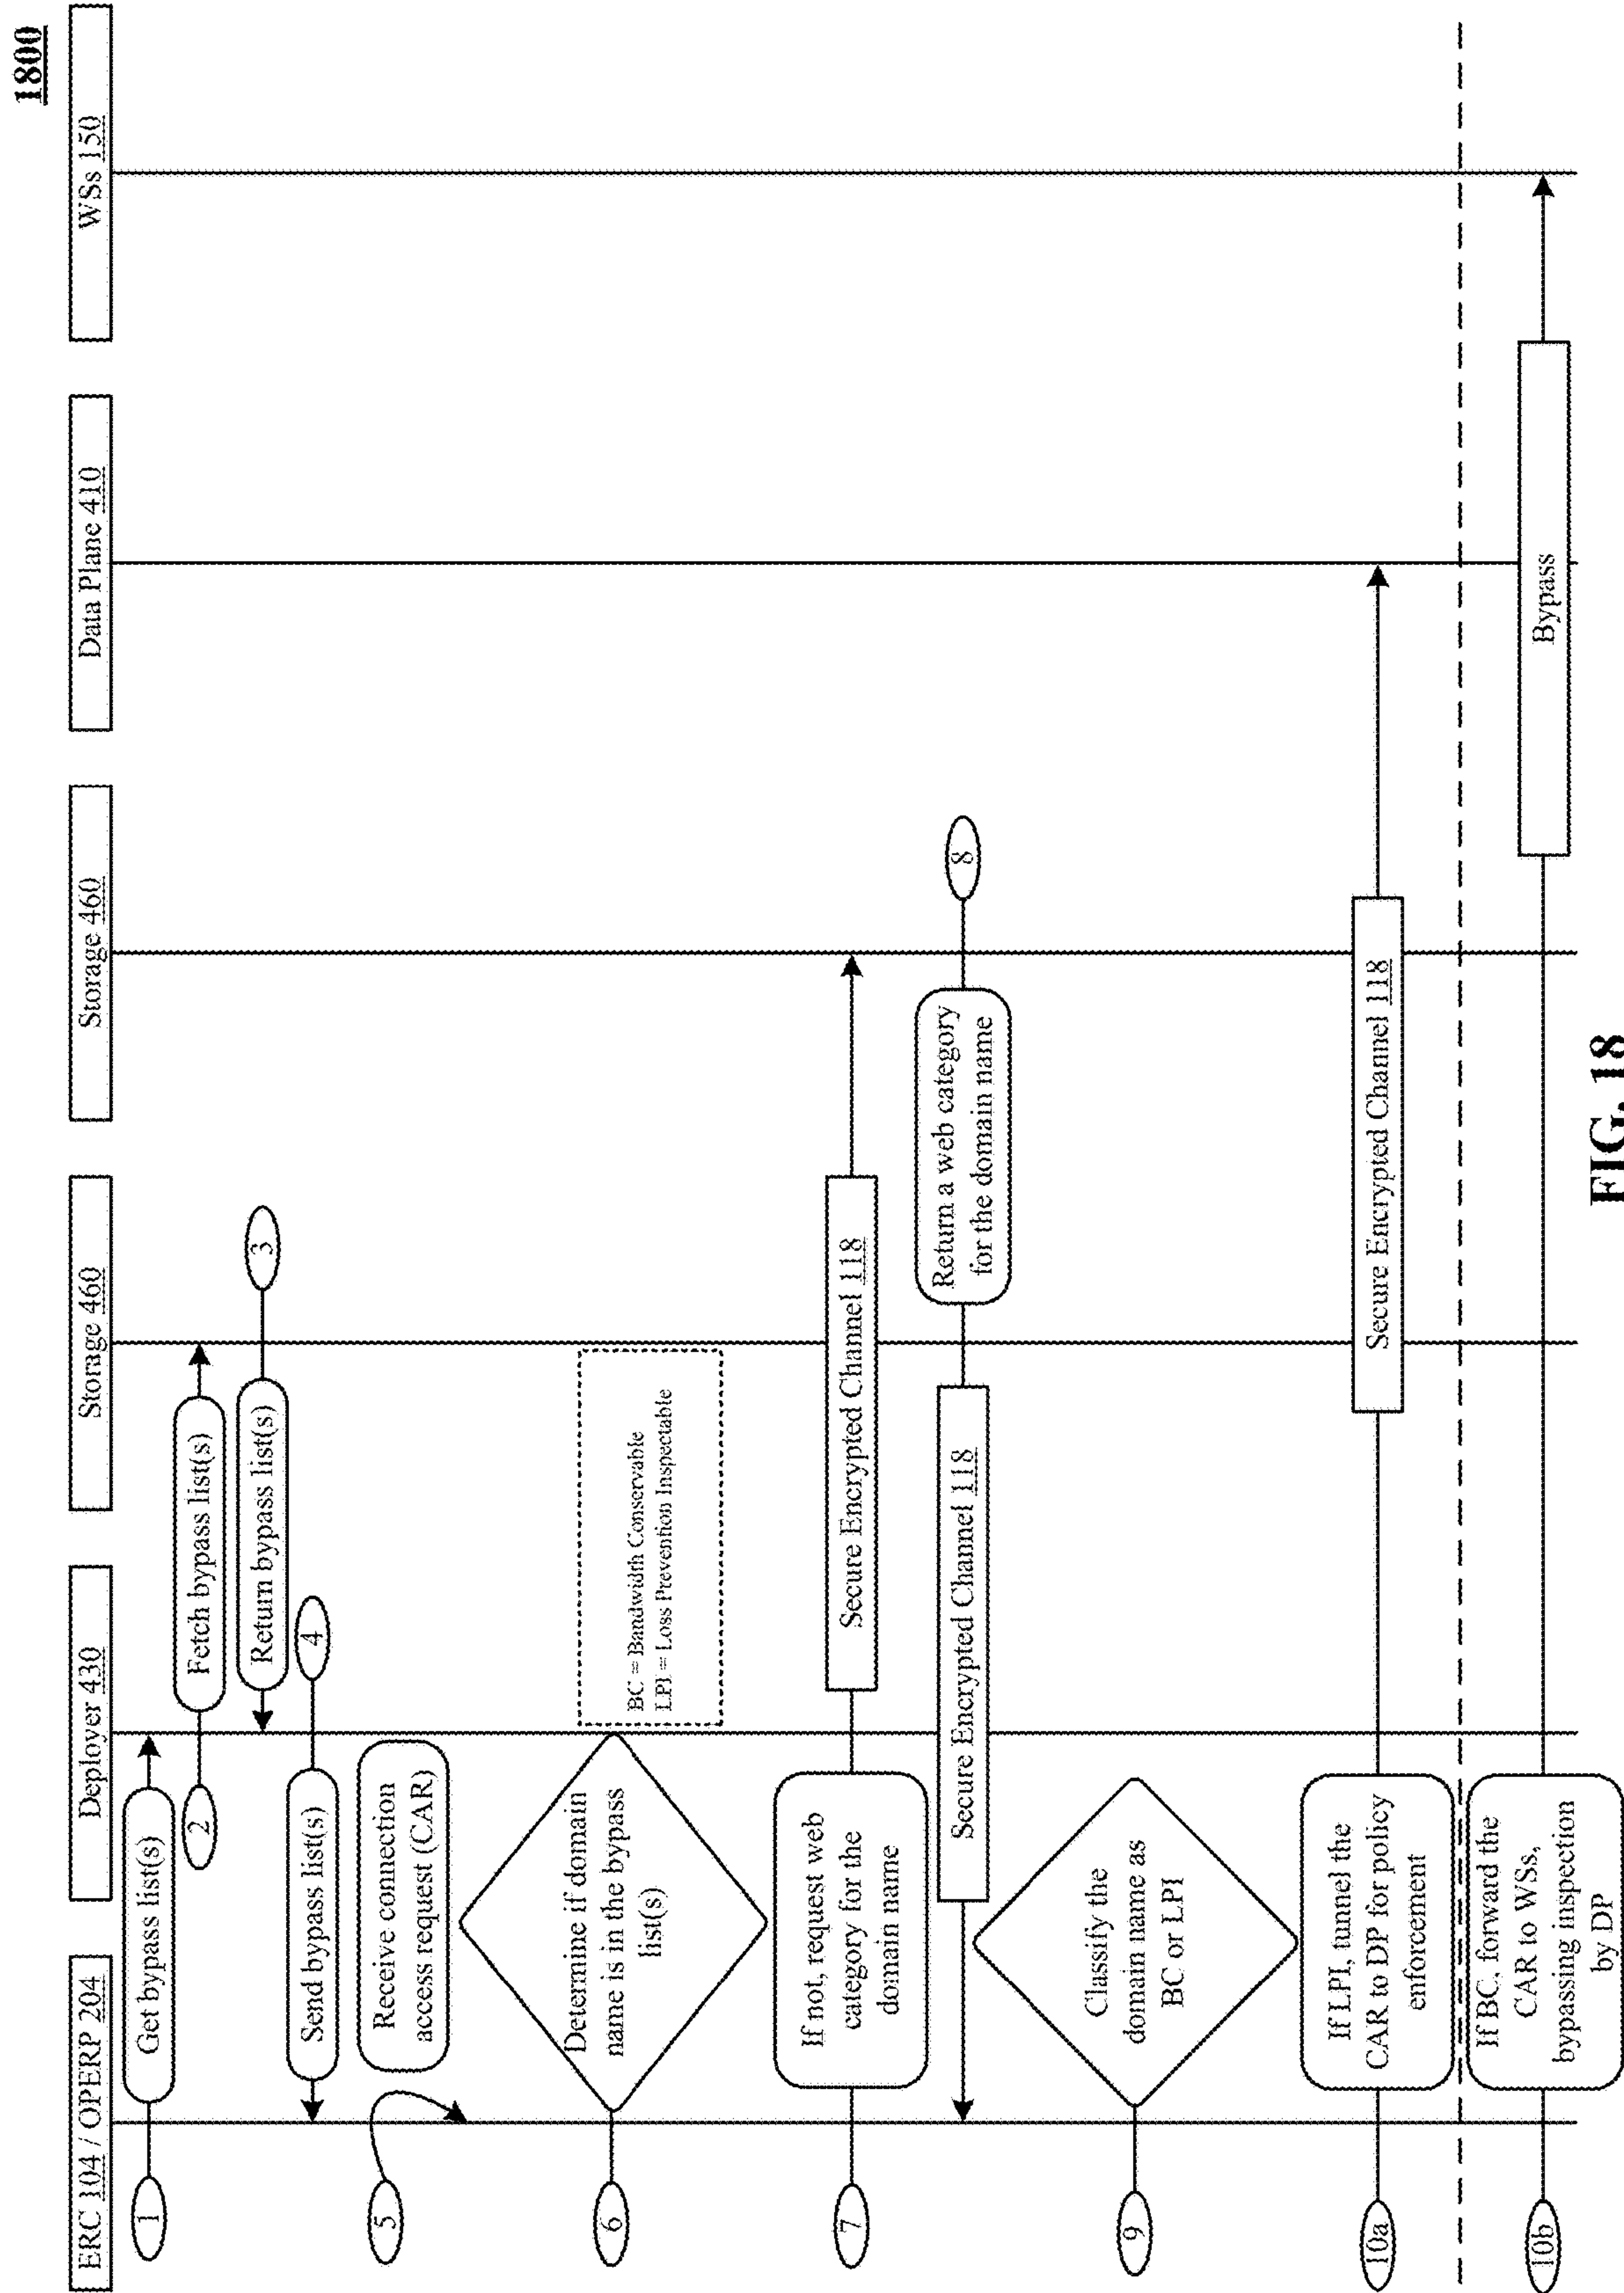 1800
ERC 104 / OPERP 204
Deployer 430
Storage 460
Storage 460
Data Plane 410
WSs 150
1
Get bypass list(s)
2
Fetch bypass list(s)
Return bypass list(s)
3
Send bypass list(s)
4
5
Receive connection
access request (CAR)
6
Determine if domain
name is in the bypass
list(s)
BC = Bandwidth Conservable
LPI = Loss Prevention Inspectable
7
If not, request web
category for the
domain name
Secure Encrypted Channel 118
Secure Encrypted Channel 118
Return a web category
for the domain name
8
9
Classify the
domain name as
BC or LPI
10a
If LPI, tunnel the
CAR to DP for policy
enforcement
Secure Encrypted Channel 118
10b
If BC, forward the
CAR to WSs,
bypassing inspection
by DP
Bypass
FIG. 18